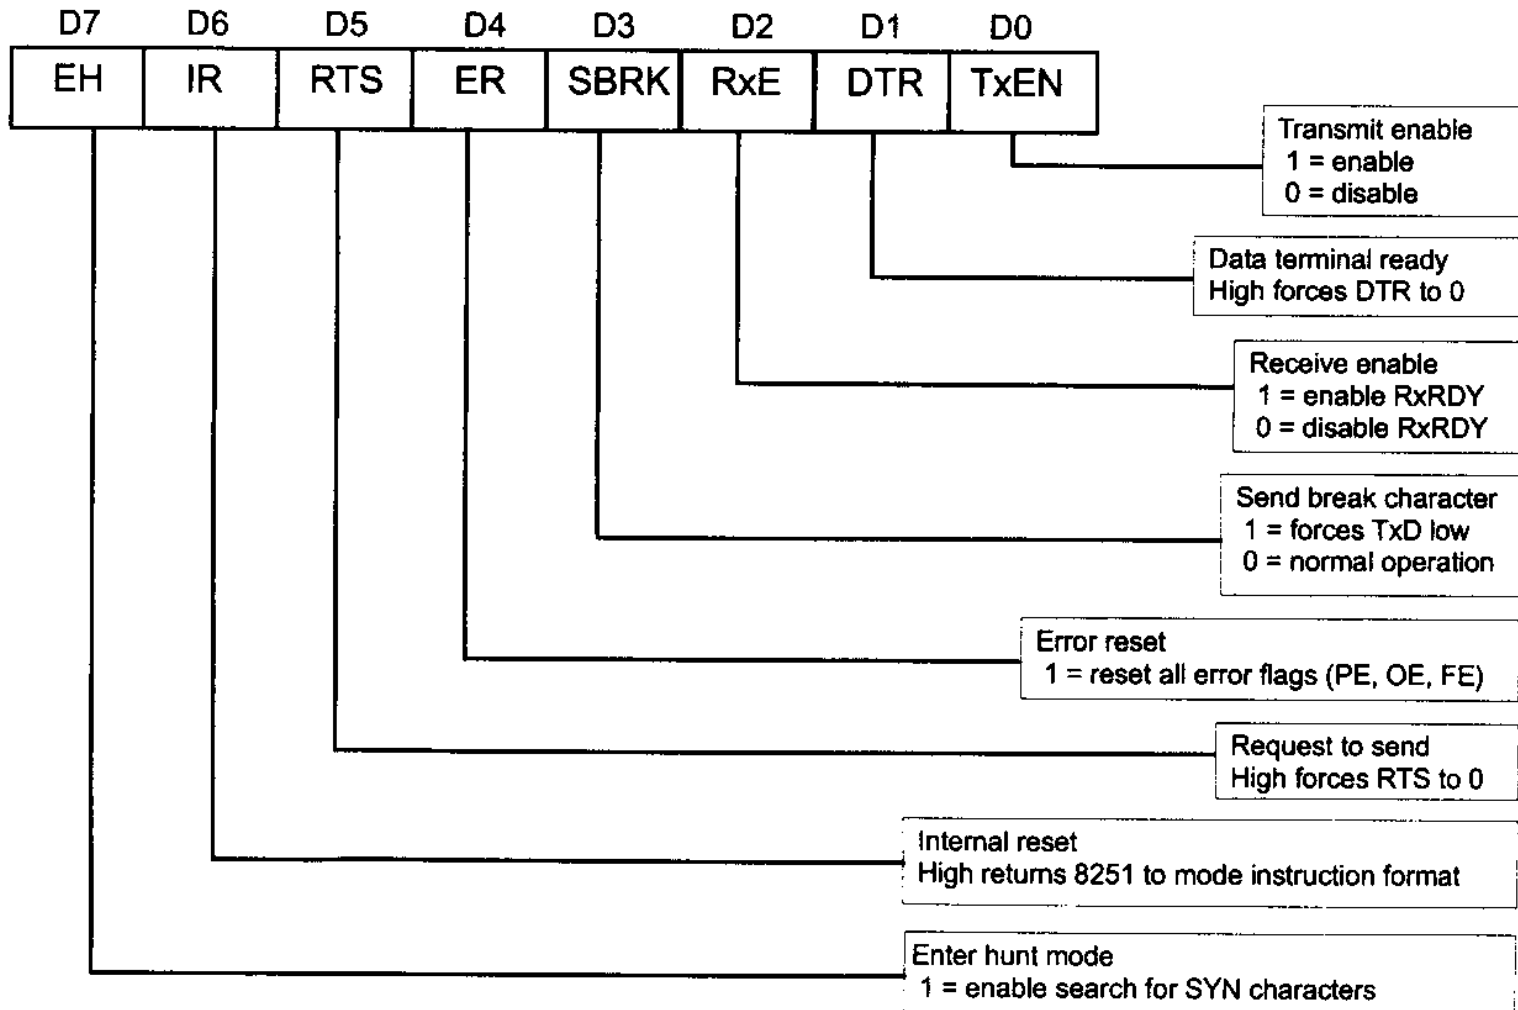 D7 D6 D5 D4 D3 D2 D1 D0
EH IR RTS ER SBRK RxE DTR TxEN
Transmit enable
1 = enable
0 = disable
Data terminal ready
High forces DTR to 0
Receive enable
1 = enable RxRDY
0 = disable RxRDY
Send break character
1 = forces TxD low
0 = normal operation
Error reset
1 = reset all error flags (PE, OE, FE)
Request to send
High forces RTS to 0
Internal reset
High returns 8251 to mode instruction format
Enter hunt mode
1 = enable search for SYN characters